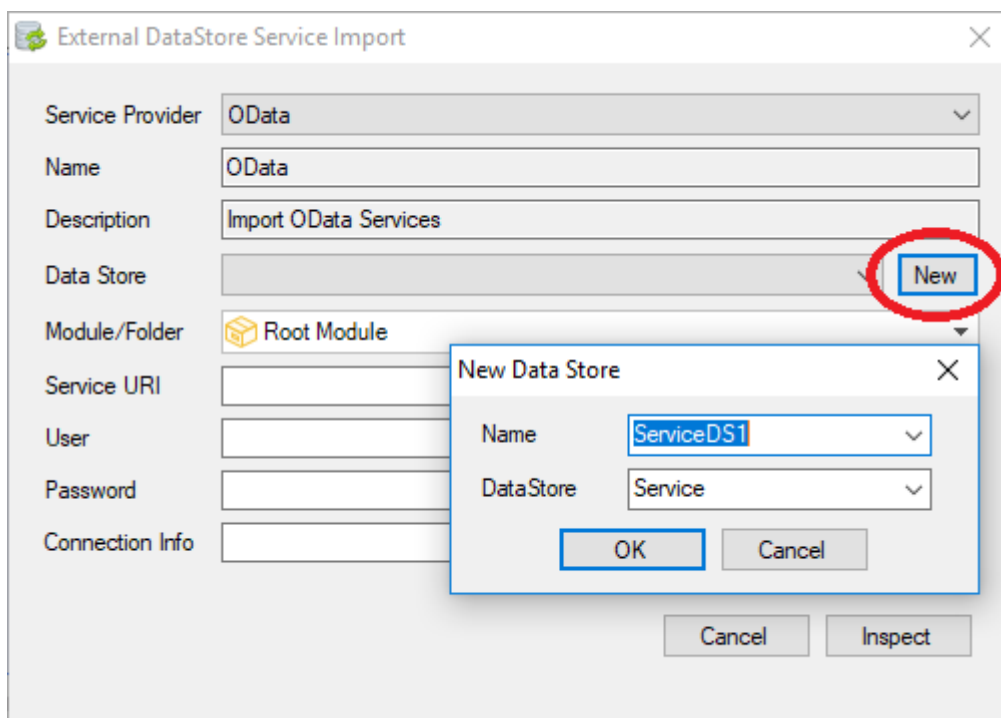 External DataStore Service Import
Service Provider OData
Name OData
Description Import OData Services
Data Store New
Module/Folder Root Module
Service URI
User
Password
Connection Info
New Data Store
Name ServiceDS1
DataStore Service
OK Cancel
Cancel Inspect